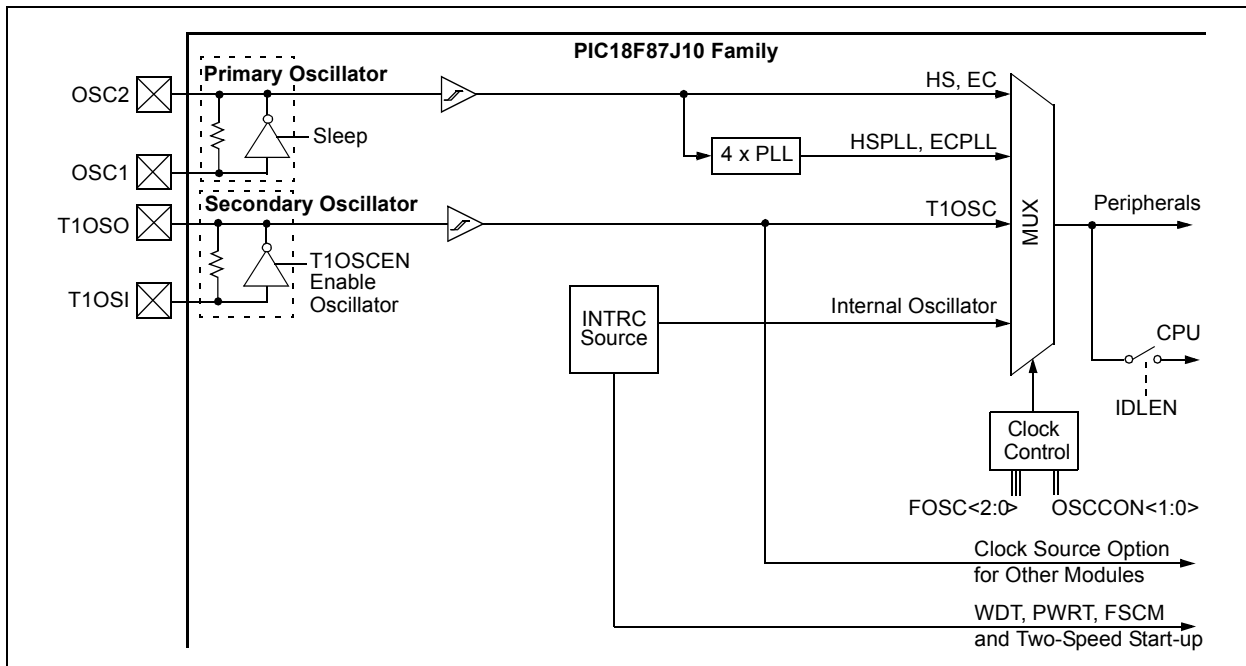 PIC18F87J10 Family
Primary Oscillator
OSC2
HS, EC
Sleep
4 x PLL
HSPLL, ECPLL
OSC1
Secondary Oscillator
T1OSO
T1OSC
MUX
Peripherals
T1OSCEN
Enable
Oscillator
T1OSI
INTRC
Source
Internal Oscillator
CPU
IDLEN
Clock
Control
FOSC<2:0>
OSCCON<1:0>
Clock Source Option
for Other Modules
WDT, PWRT, FSCM
and Two-Speed Start-up